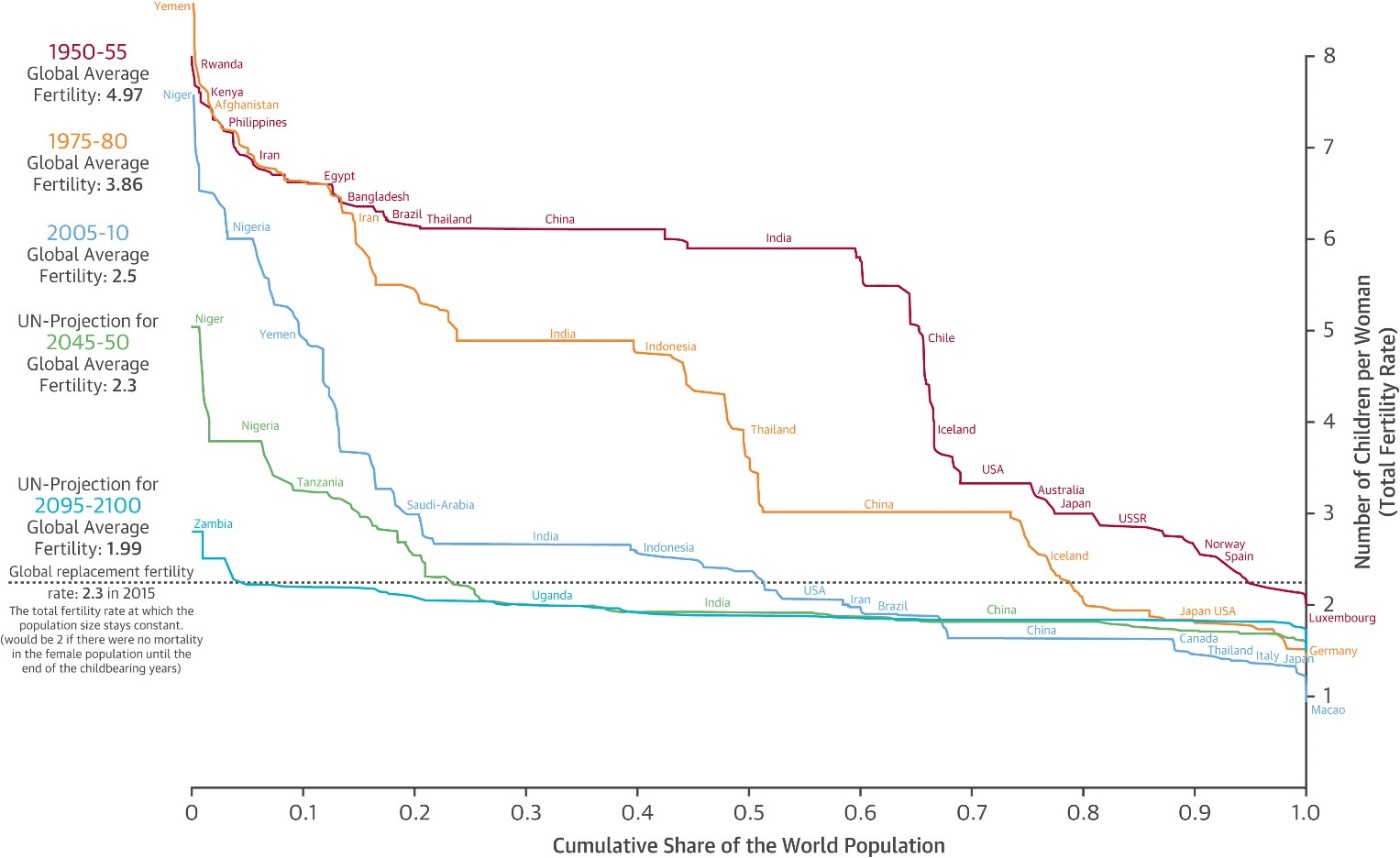 1950-55
Global Average
Fertility: 4.97
1975-80
Global Average
Fertility: 3.86
2005-10
Global Average
Fertility: 2.5
UN-Projection for
2045-50
Global Average
Fertility: 2.3
UN-Projection for
2095-2100
Global Average
Fertility: 1.99
Global replacement fertility
rate: 2.3 in 2015
The total fertility rate at which the
population size stays constant.
(would be 2 if there were no mortality
in the female population until the
end of the childbearing years)
Yemen
Rwanda
Kenya
Afghanistan
Niger
Philippines
Iran
Egypt
Bangladesh
Brazil
Thailand
China
Iran
India
Nigeria
Yemen
India
Indonesia
Chile
Niger
Nigeria
Thailand
Iceland
Tanzania
USA
Saudi-Arabia
China
Australia
Japan
USSR
Zambia
India
Indonesia
Iceland
Norway
Spain
Uganda
India
USA
Iran
Brazil
China
Japan USA
Luxembourg
China
Canada
Thailand
Italy
Japan
Germany
Macao
8
7
6
5
4
3
2
1
Number of Children per Woman
(Total Fertility Rate)
0
0.1
0.2
0.3
0.4
0.5
0.6
0.7
0.8
0.9
1.0
Cumulative Share of the World Population